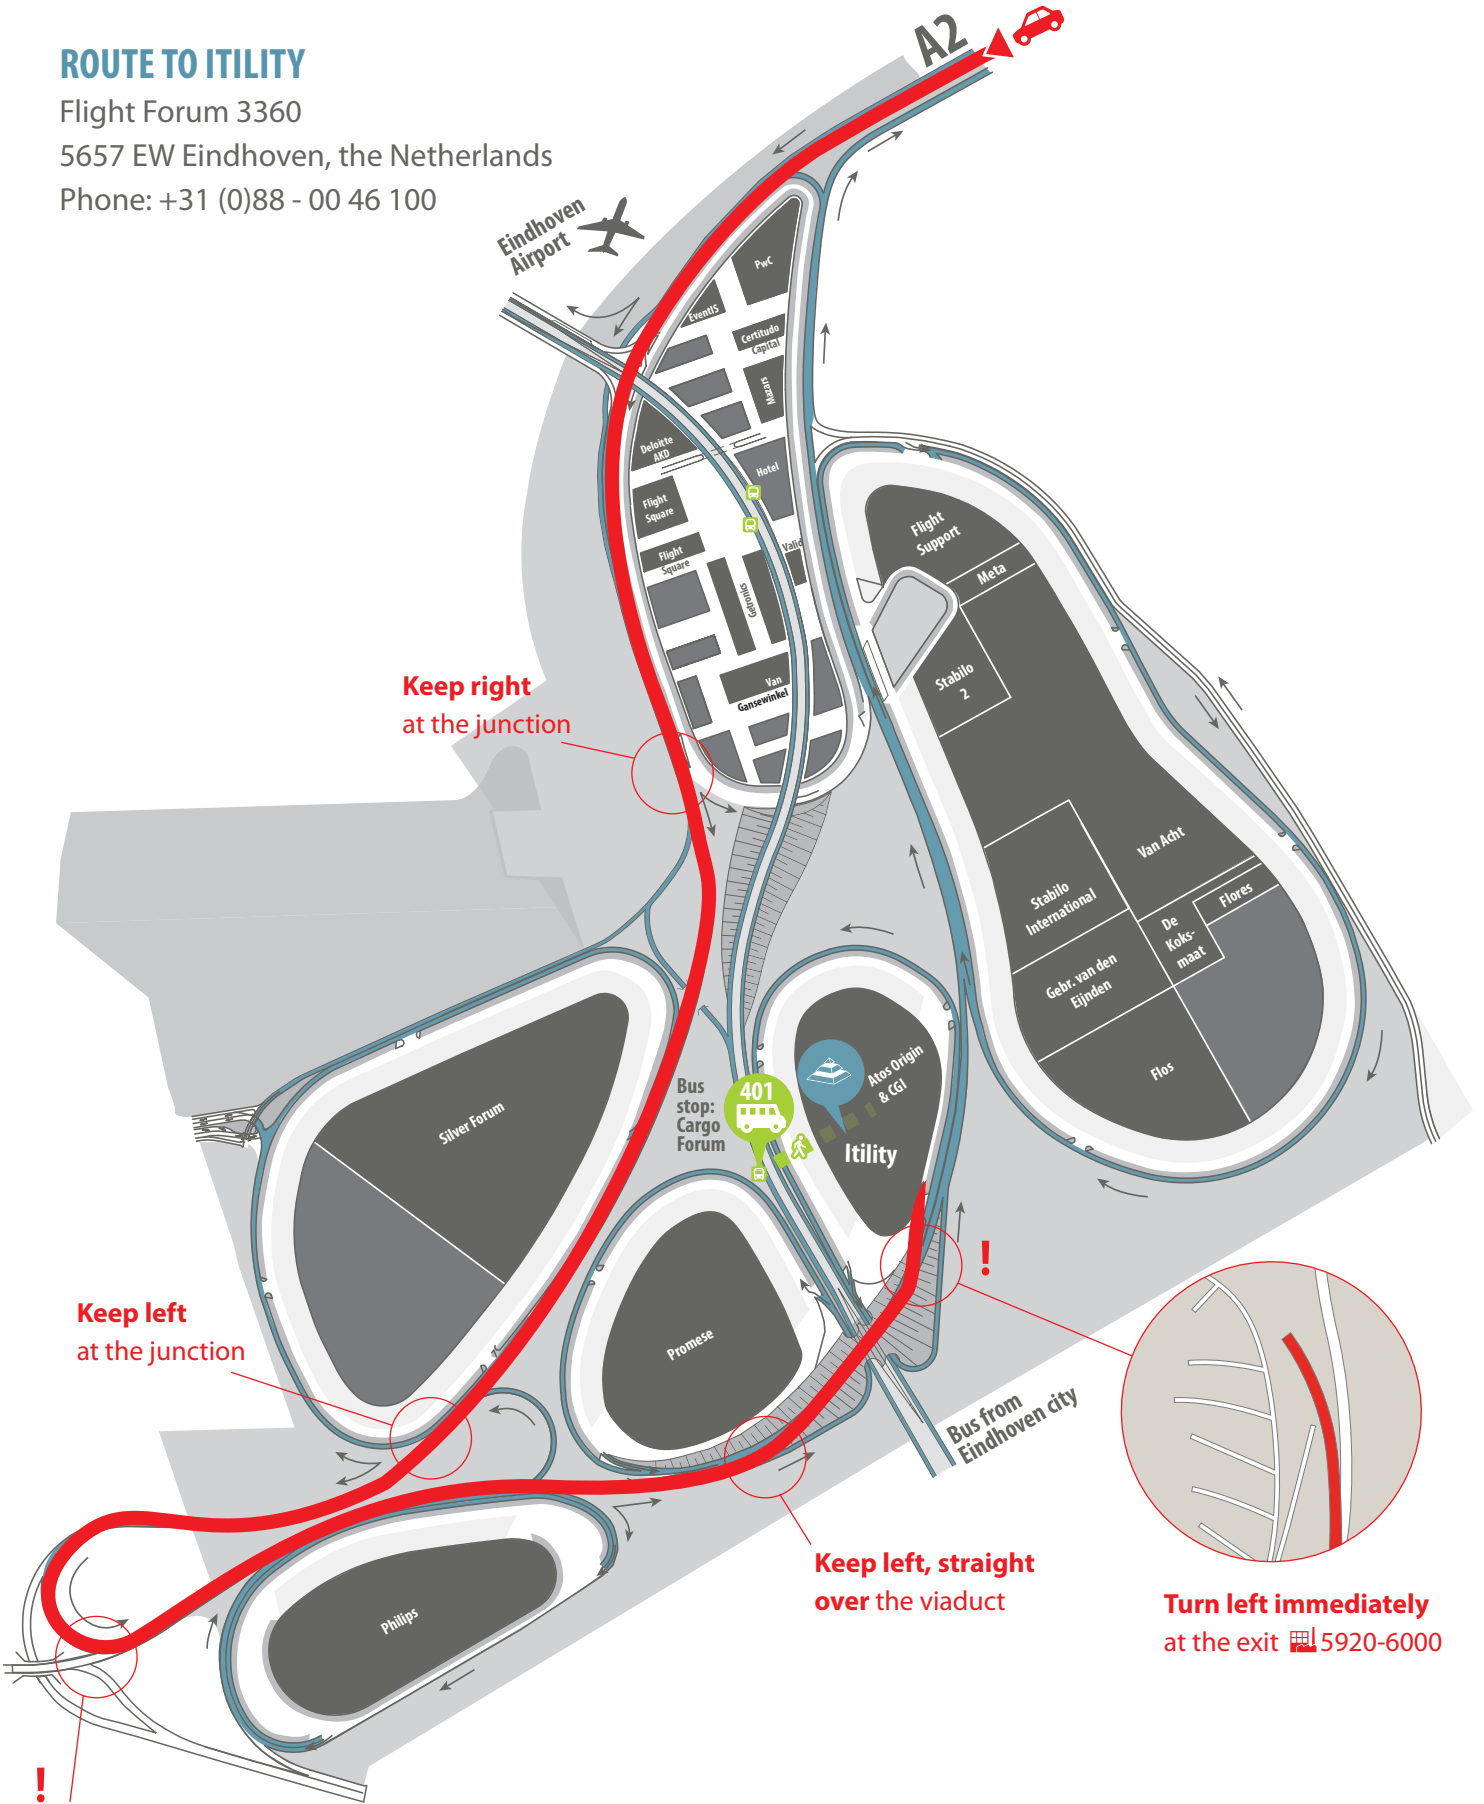 ROUTE TO ITILITY
Flight Forum 3360
5657 EW Eindhoven, the Netherlands
Phone: +31 (0)88 - 00 46 100
A2
Eindhoven
Airport
PwC
EventIS
Certitudo
Capital
Mazars
Deloitte
AKD
Hotel
Flight
Square
Flight
Square
Valid
Getronics
Van
Gansewinkel
Flight
Support
Meta
Stabilo
2
Keep right
at the junction
Van Acht
Stabilo
International
Flores
De
Koks-
maat
Gebr. van den
Eijnden
Flos
Atos Origin
& CGI
Itility
401
Bus
stop:
Cargo
Forum
Silver Forum
Promese
Keep left
at the junction
!
Bus from
Eindhoven city
Keep left, straight
over the viaduct
Turn left immediately
at the exit 5920-6000
Philips
!